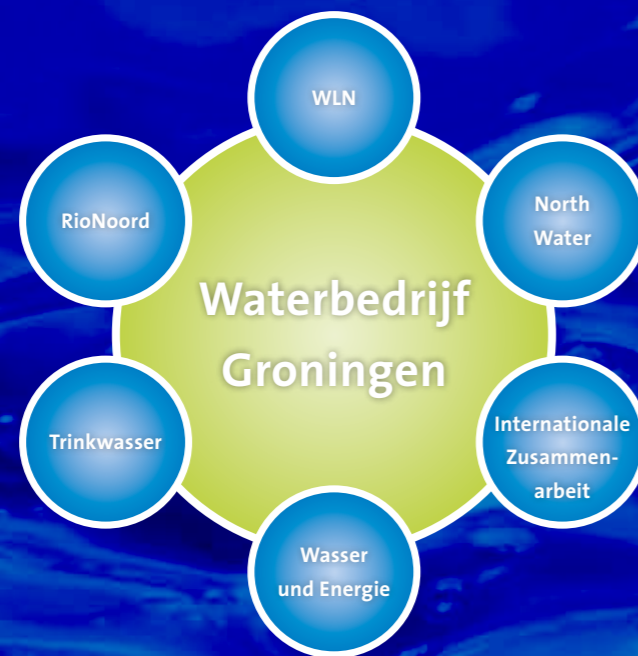 WLN
RioNoord
North
Water
Waterbedrijf
Groningen
Trinkwasser
Internationale
Zusammen-
arbeit
Wasser
und Energie